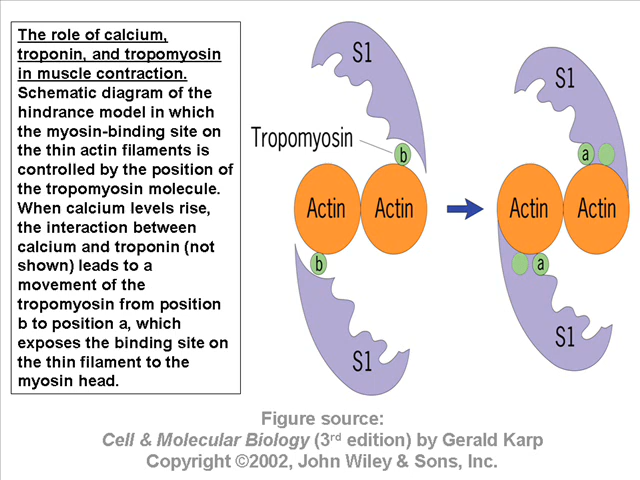 The role of calcium,
troponin, and tropomyosin
in muscle contraction.
Schematic diagram of the
hindrance model in which
the myosin-binding site on
the thin actin filaments is
controlled by the position of
the tropomyosin molecule.
When calcium levels rise,
the interaction between
calcium and troponin (not
shown) leads to a
movement of the
tropomyosin from position
b to position a, which
exposes the binding site on
the thin filament to the
myosin head.
S1
Tropomyosin
b
Actin Actin
b
S1
S1
a
Actin Actin
a
S1
Figure source:
Cell & Molecular Biology (3rd edition) by Gerald Karp
Copyright ©2002, John Wiley & Sons, Inc.